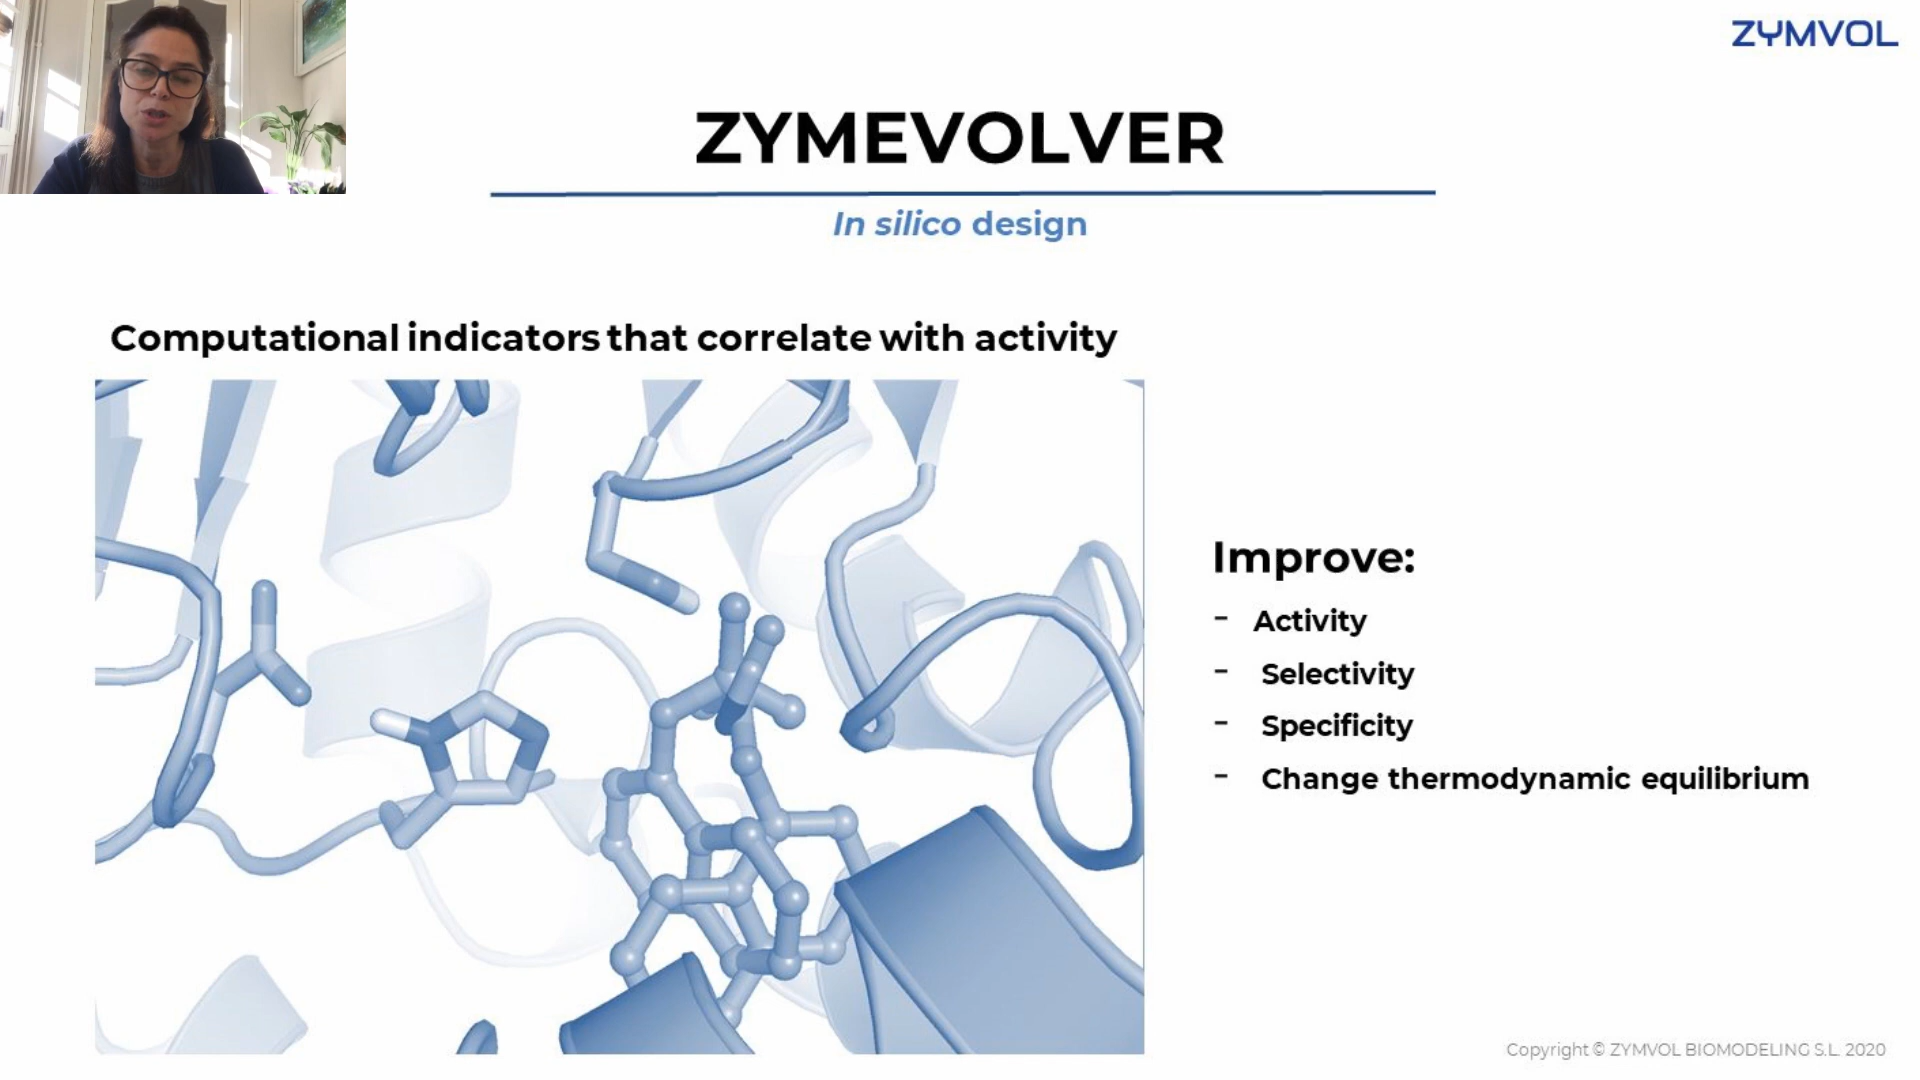 ZYMVOL
ZYMEVOLVER
In silico design
Computational indicators that correlate with activity
Improve:
- Activity
- Selectivity
- Specificity
- Change thermodynamic equilibrium
Copyright © ZYMVOL BIOMODELING S.L. 2020